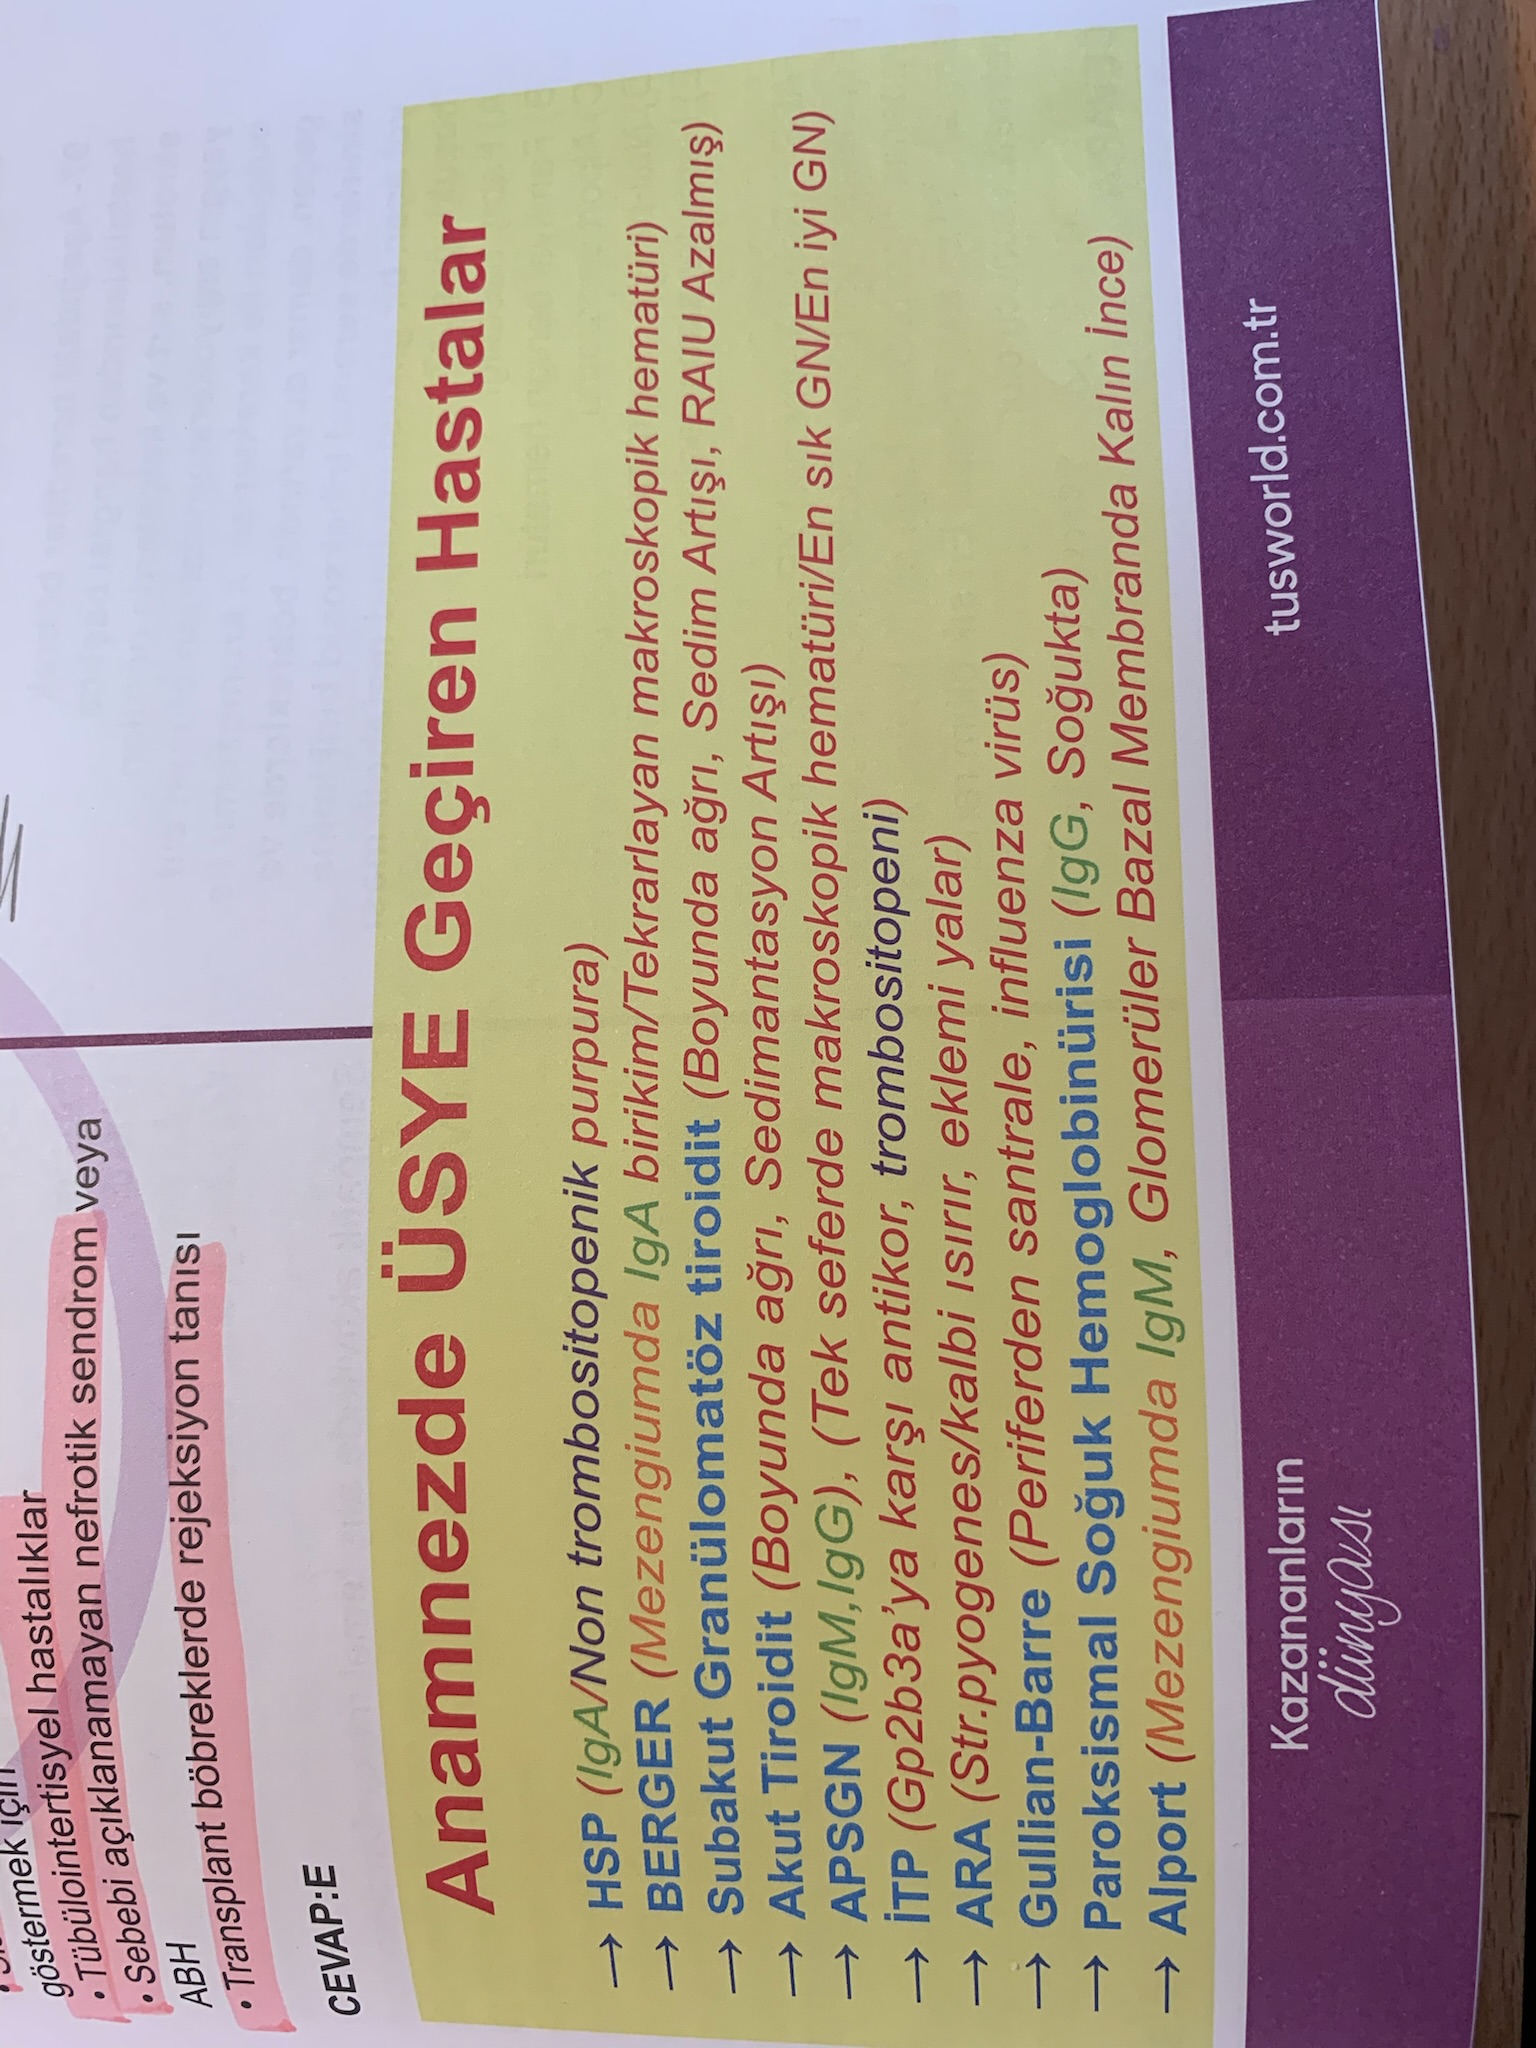 göstermek için
• Tübülointertisyel hastalıklar
• Sebebi açıklanamayan nefrotik sendrom veya
ABH
• Transplant böbreklerde rejeksiyon tanısı
CEVAP:E
Anamnezde ÜSYE Geçiren Hastalar
→ HSP (IgA/Non trombositopenik purpura)
→ BERGER (Mezengiumda IgA birikim/Tekrarlayan makroskopik hematüri)
→ Subakut Granülomatöz tiroidit (Boyunda ağrı, Sedim Artışı, RAIU Azalmış)
→ Akut Tiroidit (Boyunda ağrı, Sedimantasyon Artışı)
→ APSGN (IgM,IgG), (Tek seferde makroskopik hematüri/En sık GN/En iyi GN)
→ İTP (Gp2b3a'ya karşı antikor, trombositopeni)
→ ARA (Str.pyogenes/kalbi ısırır, eklemi yalar)
→ Gullian-Barre (Periferden santrale, influenza virüs)
→ Paroksismal Soğuk Hemoglobinürisi (IgG, Soğukta)
→ Alport (Mezengiumda IgM, Glomerüler Bazal Membranda Kalın İnce)
Kazananların
dünyası
tusworld.com.tr